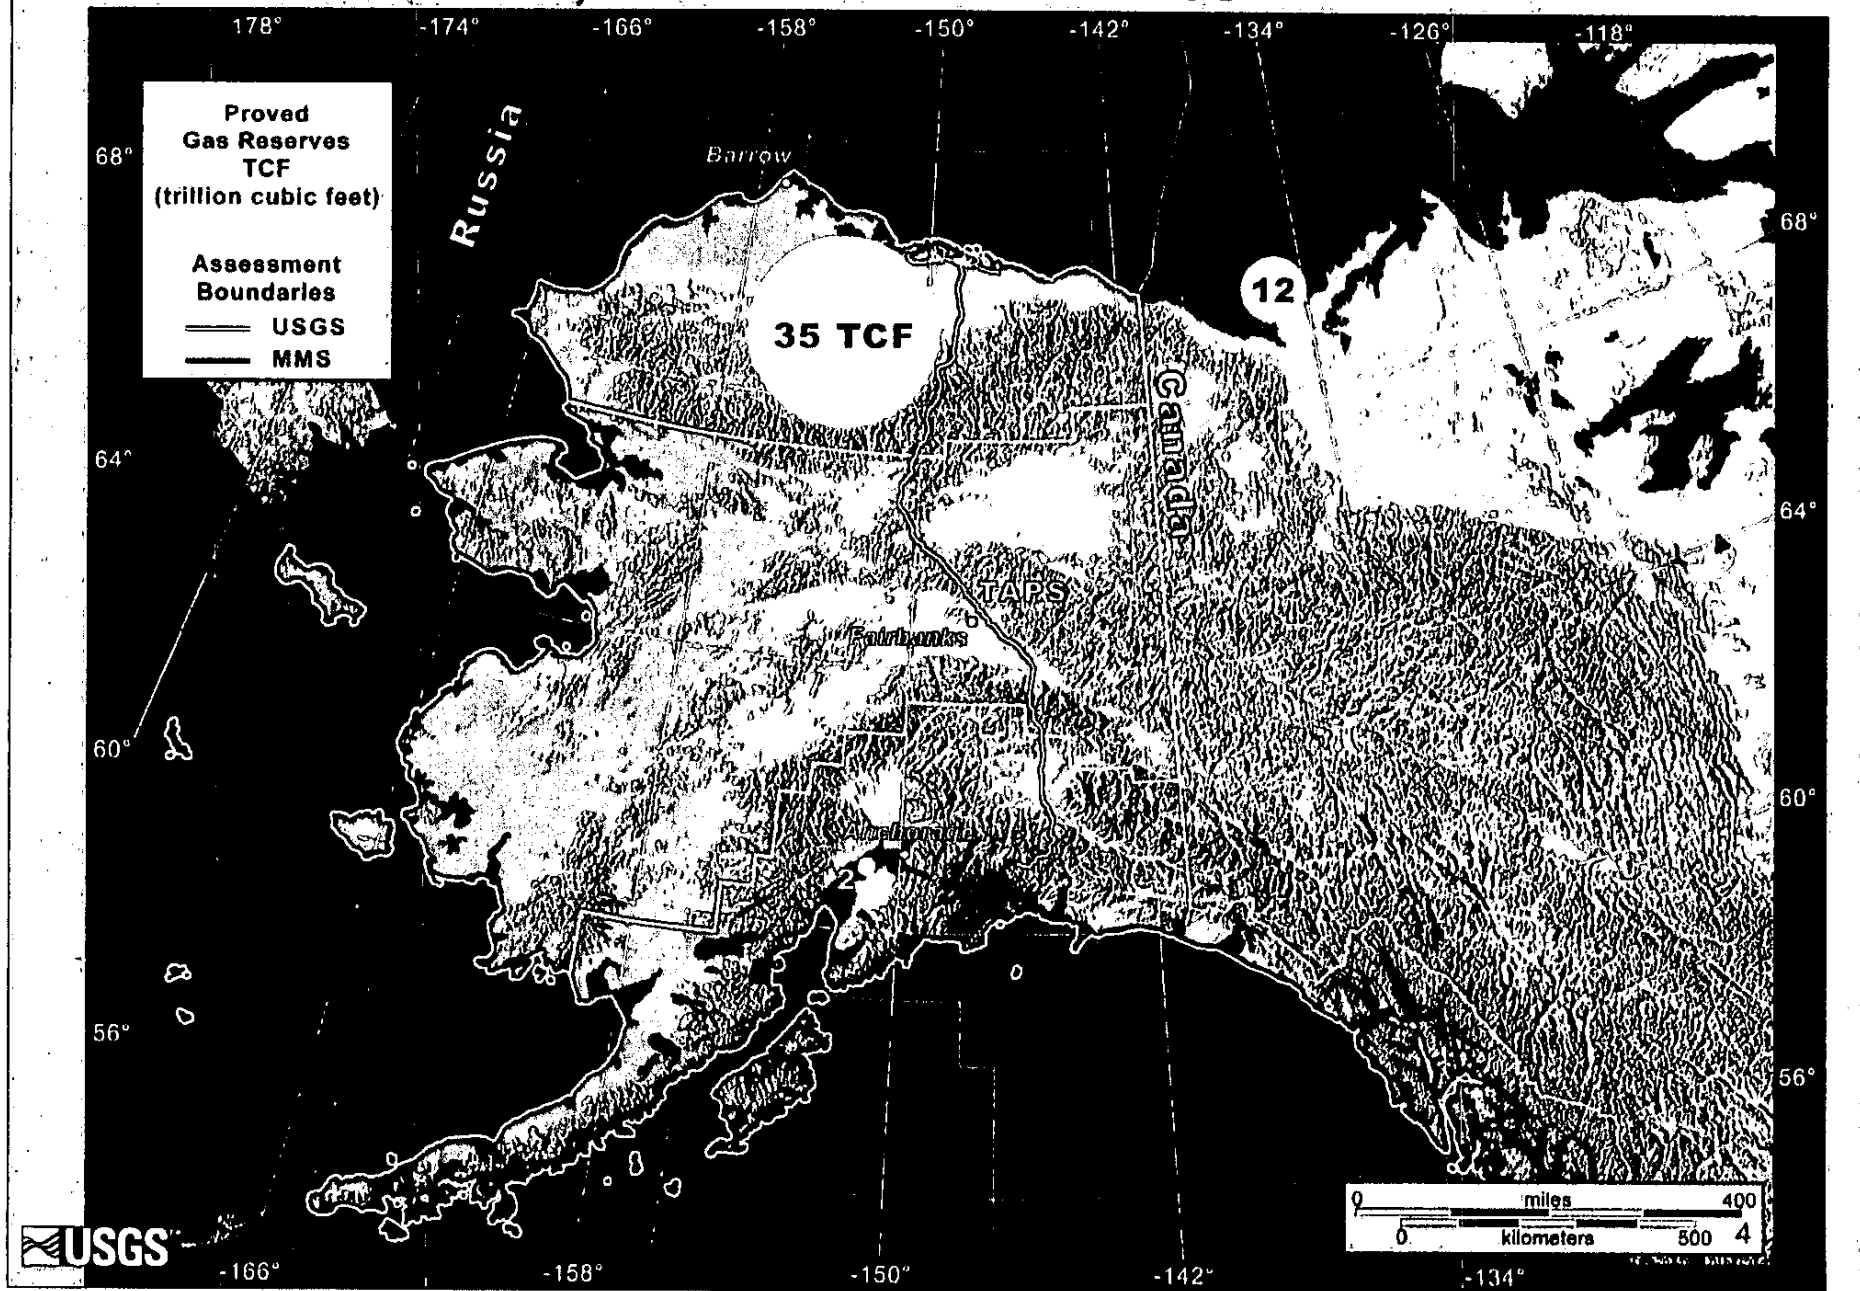 178° -174° -166° -158° -150° -142° -134° -126° -118°
Proved
Gas Reserves
TCF
(trillion cubic feet)
Assessment
Boundaries
USGS
MMS
Russia
Barrow
68°
68°
12
35 TCF
Canada
64°
64°
TAPS
Fairbanks
60°
60°
Anchorage
2
56°
56°
0 miles 400
0 kilometers 500 4
USGS
-166° -158° -150° -142° -134°